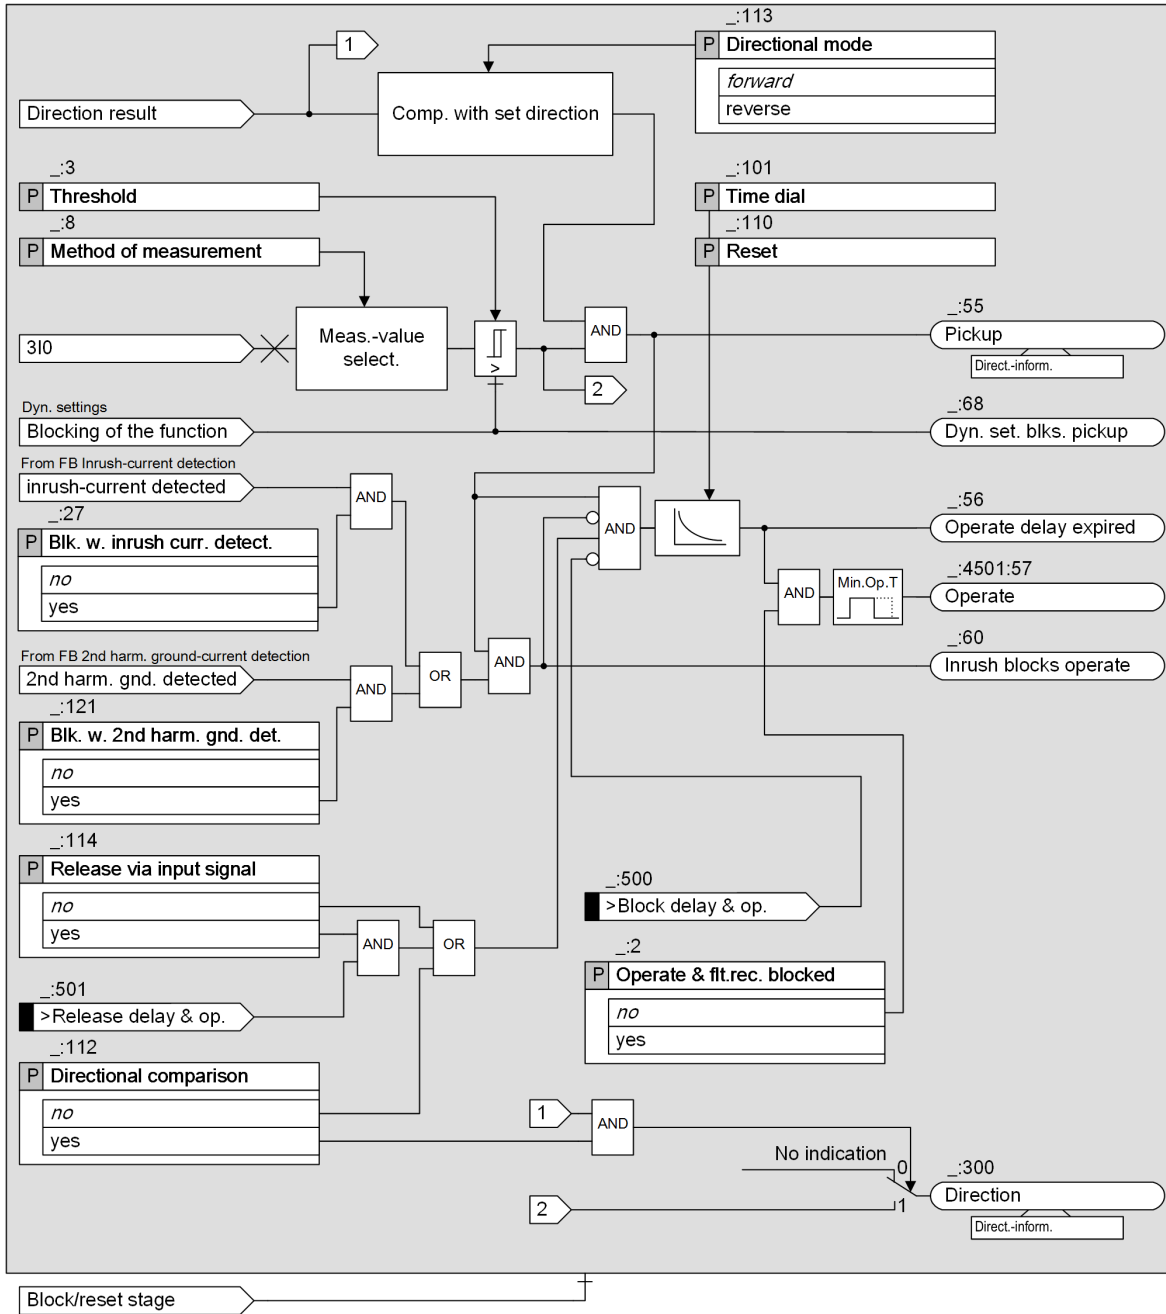 _:113
1
P Directional mode
forward
reverse
Direction result
Comp. with set direction
_:3
P Threshold
_:101
P Time dial
_:8
P Method of measurement
_:110
P Reset
3I0
Meas.-value
select.
>
AND
2
_:55
Pickup
Direct.-inform.
Dyn. settings
Blocking of the function
_:68
Dyn. set. blks. pickup
From FB Inrush-current detection
inrush-current detected
AND
_:27
P Blk. w. inrush curr. detect.
no
yes
AND
_:56
Operate delay expired
AND
Min.Op.T
_:4501:57
Operate
From FB 2nd harm. ground-current detection
2nd harm. gnd. detected
AND
OR
AND
_:60
Inrush blocks operate
_:121
P Blk. w. 2nd harm. gnd. det.
no
yes
_:114
P Release via input signal
no
yes
AND
OR
_:500
>Block delay & op.
_:501
>Release delay & op.
_:2
P Operate & flt.rec. blocked
no
yes
_:112
P Directional comparison
no
yes
1
AND
No indication
0
1
2
_:300
Direction
Direct.-inform.
Block/reset stage